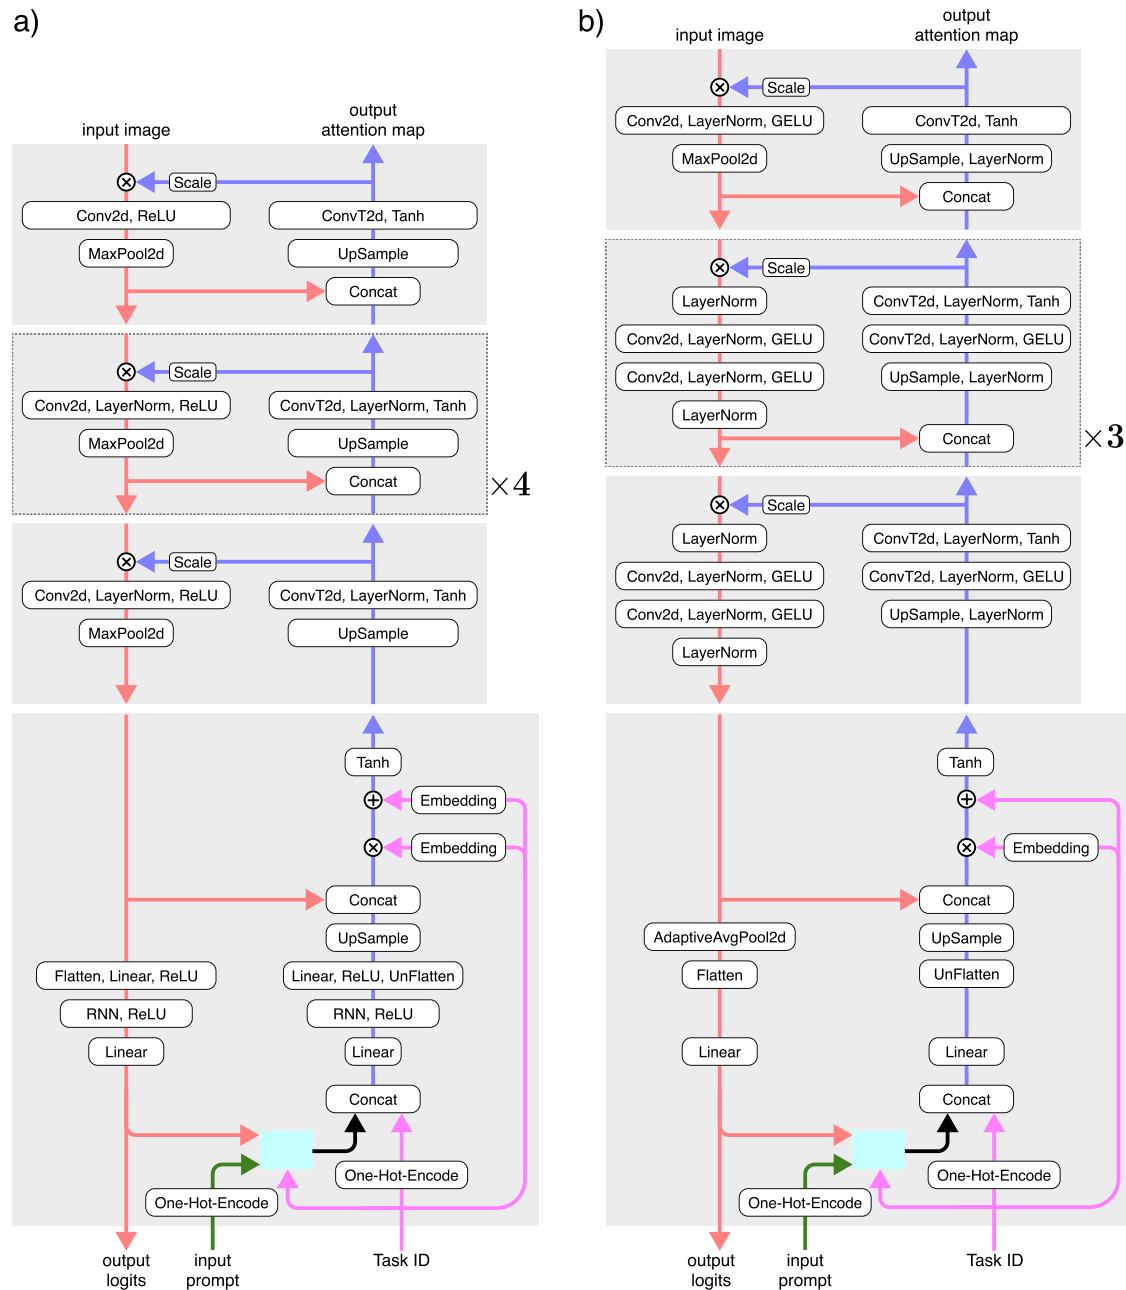 a)
input image
output
attention map
Scale
Conv2d, ReLU
ConvT2d, Tanh
MaxPool2d
UpSample
Concat
Scale
Conv2d, LayerNorm, ReLU
ConvT2d, LayerNorm, Tanh
MaxPool2d
UpSample
Concat
×4
Scale
Conv2d, LayerNorm, ReLU
ConvT2d, LayerNorm, Tanh
MaxPool2d
UpSample
Tanh
Embedding
Embedding
Concat
UpSample
Flatten, Linear, ReLU
Linear, ReLU, UnFlatten
RNN, ReLU
RNN, ReLU
Linear
Linear
Concat
One-Hot-Encode
One-Hot-Encode
output
logits
input
prompt
Task ID
b)
input image
output
attention map
Scale
Conv2d, LayerNorm, GELU
ConvT2d, Tanh
MaxPool2d
UpSample, LayerNorm
Concat
Scale
LayerNorm
ConvT2d, LayerNorm, Tanh
Conv2d, LayerNorm, GELU
ConvT2d, LayerNorm, GELU
Conv2d, LayerNorm, GELU
UpSample, LayerNorm
LayerNorm
Concat
×3
Scale
LayerNorm
ConvT2d, LayerNorm, Tanh
Conv2d, LayerNorm, GELU
ConvT2d, LayerNorm, GELU
Conv2d, LayerNorm, GELU
UpSample, LayerNorm
LayerNorm
Tanh
Embedding
Concat
AdaptiveAvgPool2d
UpSample
Flatten
UnFlatten
Linear
Linear
Concat
One-Hot-Encode
One-Hot-Encode
output
logits
input
prompt
Task ID